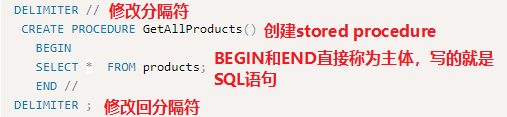 DELIMITER // 修改分隔符
CREATE PROCEDURE GetAllProducts() 创建stored procedure
BEGIN
SELECT * FROM products; BEGIN和END直接称为主体，写的就是
END // SQL语句
DELIMITER ; 修改回分隔符